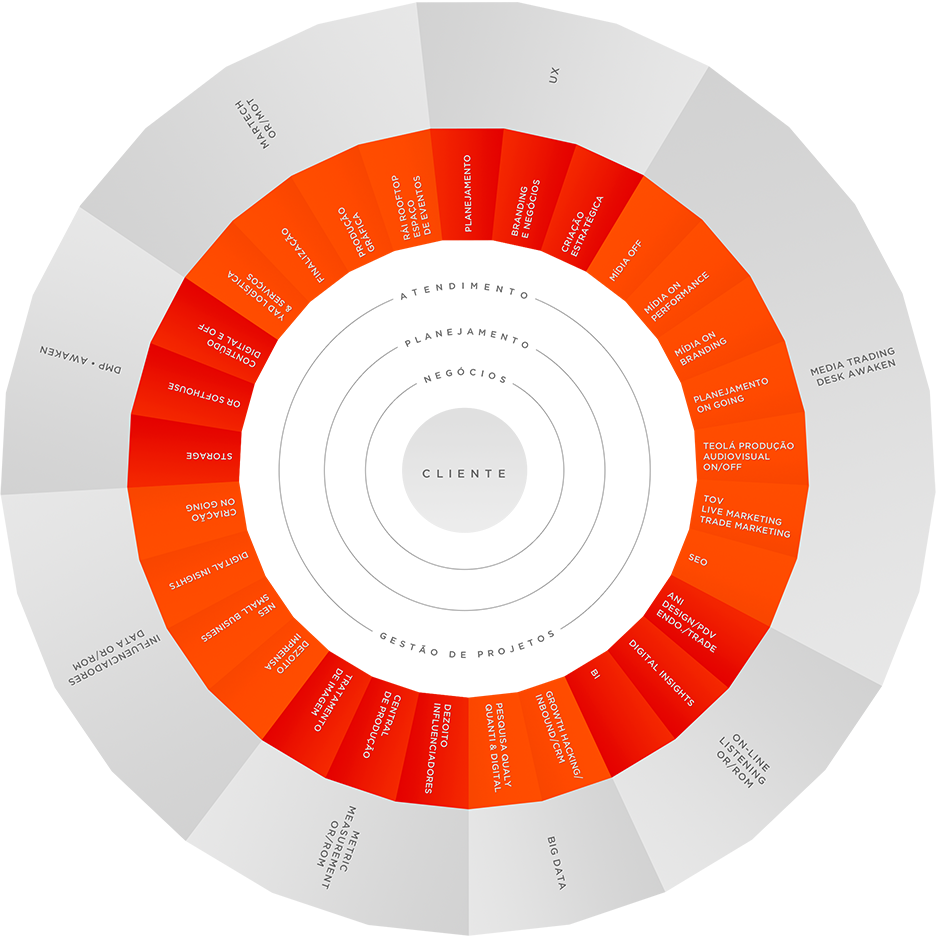 UX
MEDIA TRADING
DESK AWAKEN
ON-LINE
LISTENING
OR/ROM
BIG DATA
METRIC
MEASUREMENT
OR/ROM
INFLUENCIADORES
DATA OR/ROM
DMP • AWAKEN
MARTECH
OR/MOT
PLANEJAMENTO
BRANDING
E NEGÓCIOS
CRIAÇÃO
ESTRATÉGICA
MÍDIA OFF
MÍDIA ON
PERFORMANCE
MÍDIA ON
BRANDING
PLANEJAMENTO
ON GOING
TEOLÁ PRODUÇÃO
AUDIOVISUAL
ON/OFF
TOV
LIVE MARKETING
TRADE MARKETING
SEO
ANI
DESIGN/PDV
ENDO./TRADE
DIGITAL INSIGHTS
BI
GROWTH HACKING/
INBOUND/CRM
PESQUISA QUALY
QUANTI & DIGITAL
DEZOITO
INFLUENCIADORES
CENTRAL
DE PRODUÇÃO
TRATAMENTO
DE IMAGEM
DEZOITO
IMPRENSA
NES
SMALL BUSINESS
DIGITAL INSIGHTS
CRIAÇÃO
ON GOING
STORAGE
OR SOFTHOUSE
CONTEÚDO
DIGITAL E OFF
YAD LOGÍSTICA
& SERVIÇOS
FINALIZAÇÃO
PRODUÇÃO
GRÁFICA
RÁI ROOFTOP
ESPAÇO
DE EVENTOS
ATENDIMENTO
PLANEJAMENTO
NEGÓCIOS
CLIENTE
GESTÃO DE PROJETOS